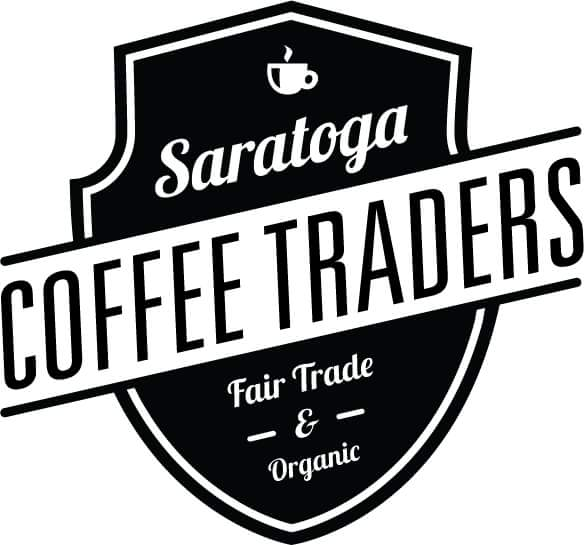 Saratoga
COFFEE TRADERS
Fair Trade
&
Organic